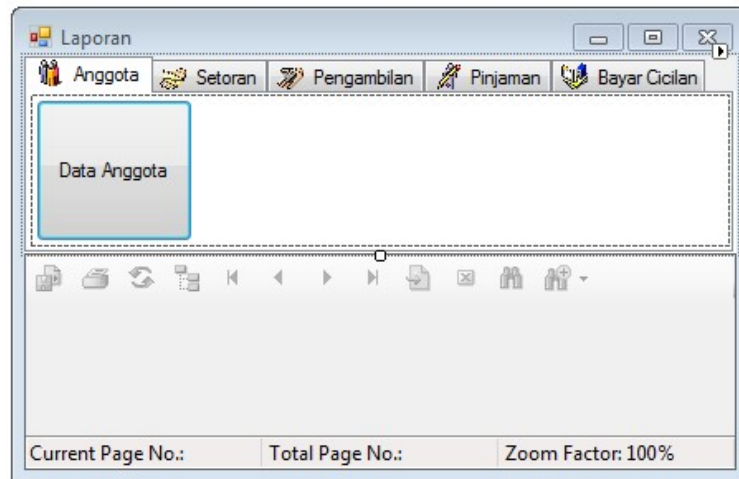 Laporan
Anggota Setoran Pengambilan Pinjaman Bayar Cicilan
Data Anggota
Current Page No.: Total Page No.: Zoom Factor: 100%